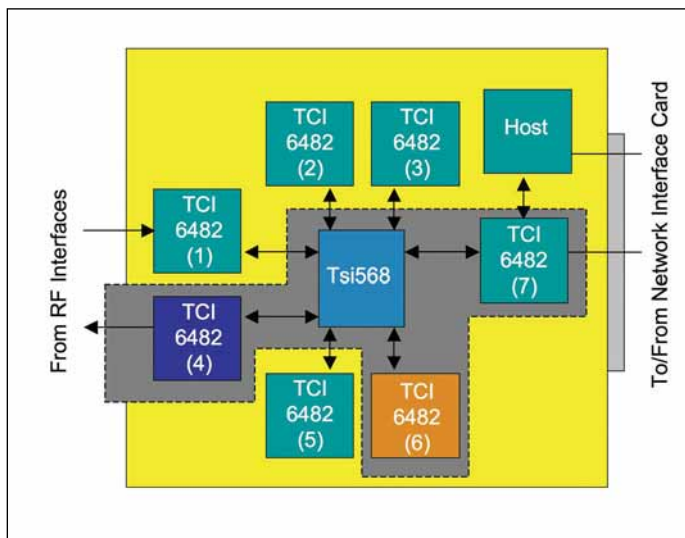 TCI
6482
(2)
TCI
6482
(3)
Host
TCI
6482
(1)
Tsi568
TCI
6482
(7)
TCI
6482
(4)
TCI
6482
(5)
TCI
6482
(6)
From RF Interfaces
To/From Network Interface Card